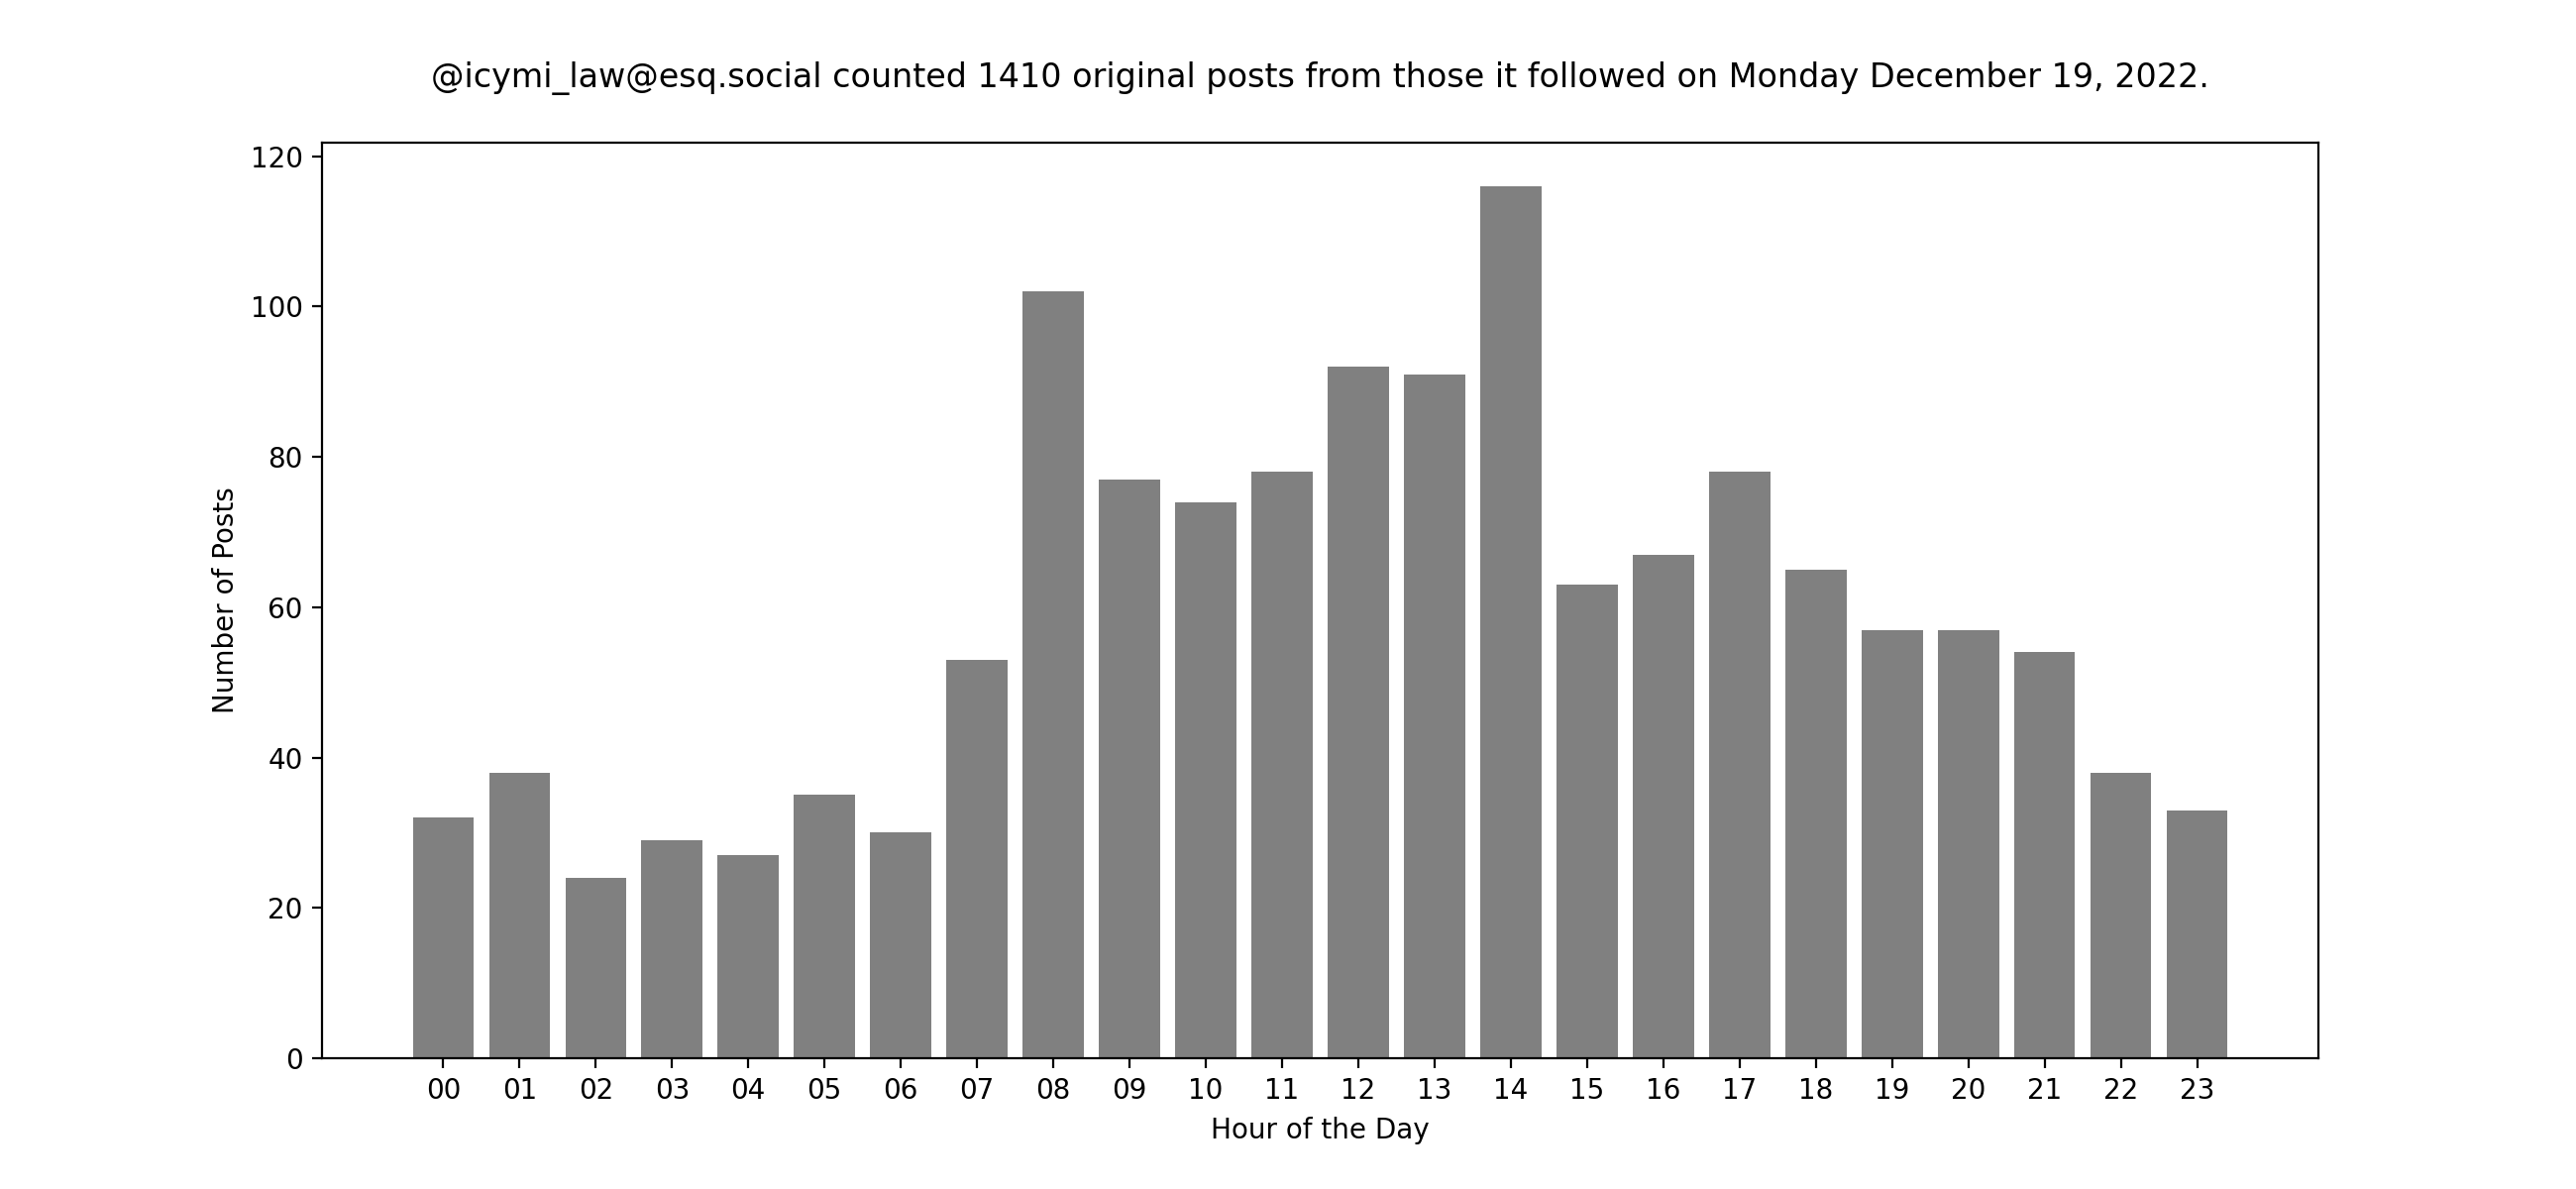 @icymi_law@esq.social counted 1410 original posts from those it followed on Monday December 19, 2022.
120
100
80
60
40
20
0
Number of Posts
00 01 02 03 04 05 06 07 08 09 10 11 12 13 14 15 16 17 18 19 20 21 22 23
Hour of the Day